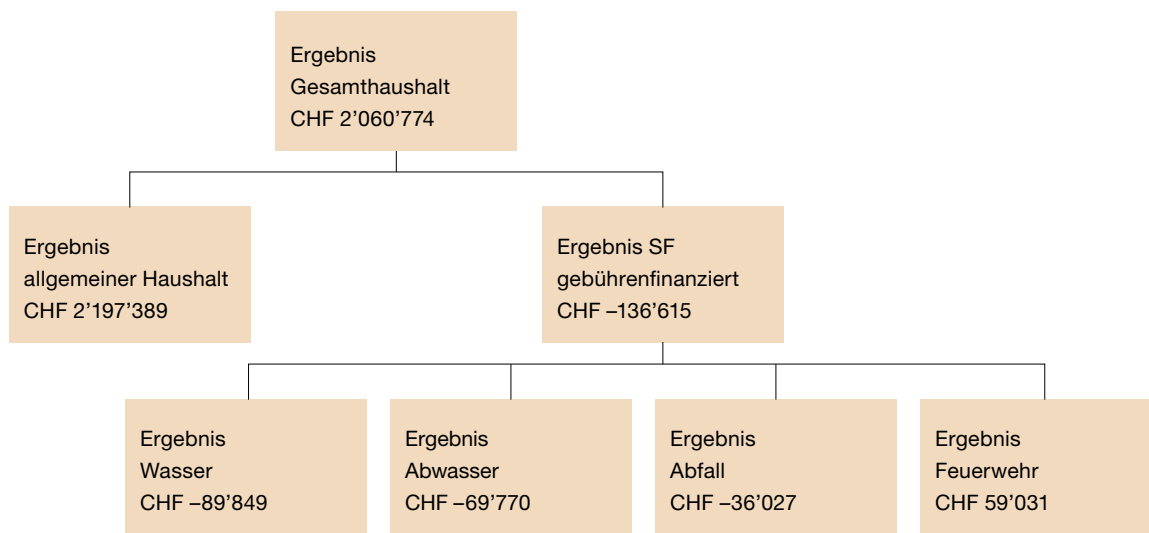 Ergebnis
Gesamthaushalt
CHF 2’060’774
Ergebnis
allgemeiner Haushalt
CHF 2’197’389
Ergebnis SF
gebührenfinanziert
CHF –136’615
Ergebnis
Wasser
CHF –89’849
Ergebnis
Abwasser
CHF –69’770
Ergebnis
Abfall
CHF –36’027
Ergebnis
Feuerwehr
CHF 59’031